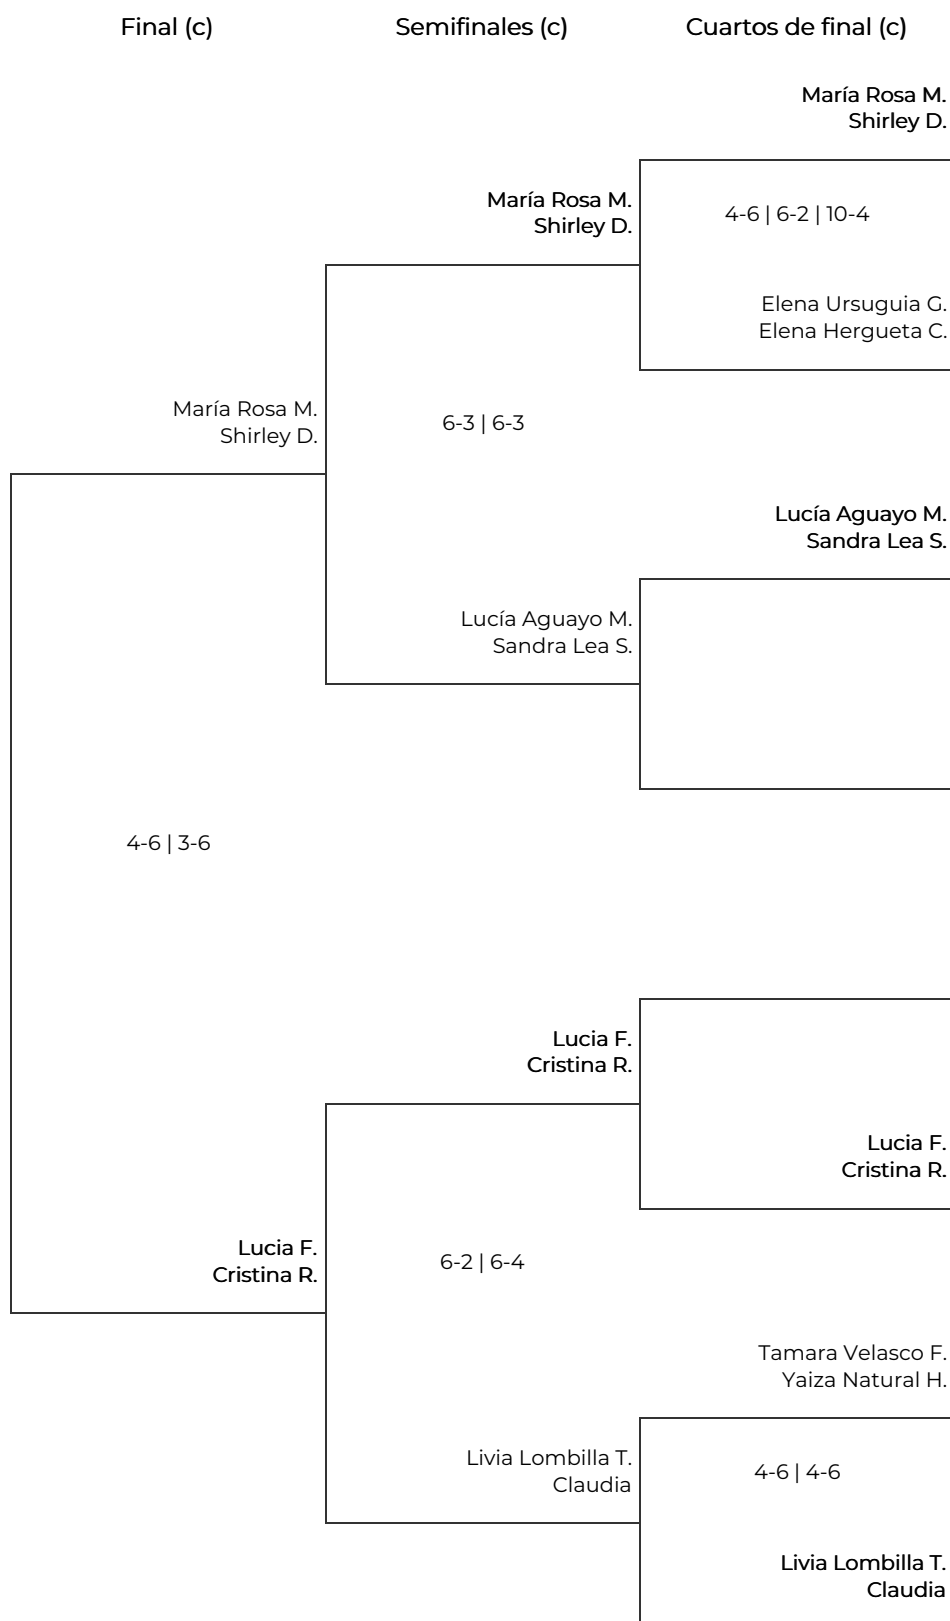 Final (c)
Semifinales (c)
Cuartos de final (c)
María Rosa M.
Shirley D.
María Rosa M.
Shirley D.
4-6 | 6-2 | 10-4
Elena Ursuguia G.
Elena Hergueta C.
María Rosa M.
Shirley D.
6-3 | 6-3
Lucía Aguayo M.
Sandra Lea S.
Lucía Aguayo M.
Sandra Lea S.
4-6 | 3-6
Lucia F.
Cristina R.
Lucia F.
Cristina R.
Lucia F.
Cristina R.
6-2 | 6-4
Tamara Velasco F.
Yaiza Natural H.
Livia Lombilla T.
Claudia
4-6 | 4-6
Livia Lombilla T.
Claudia